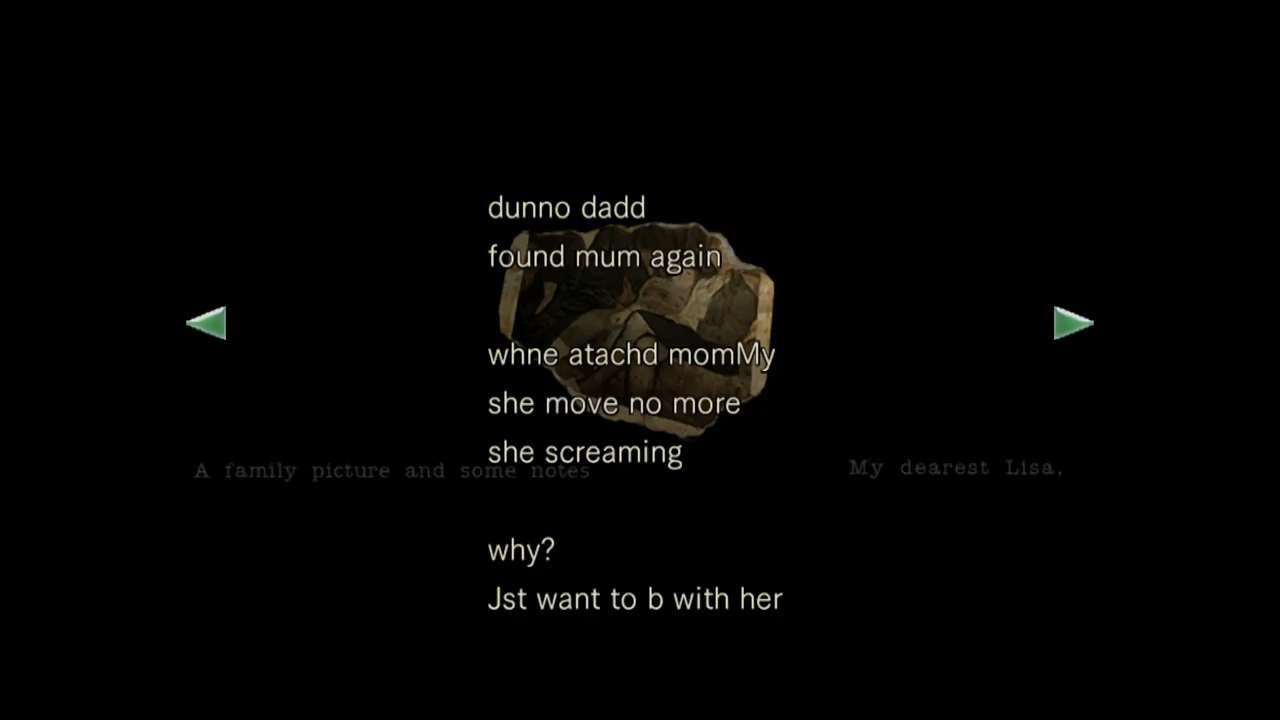 dunno dadd
found mum again
whne atachd momMy
she move no more
she screaming
A family picture and some notes
My dearest Lisa,
why?
Jst want to b with her